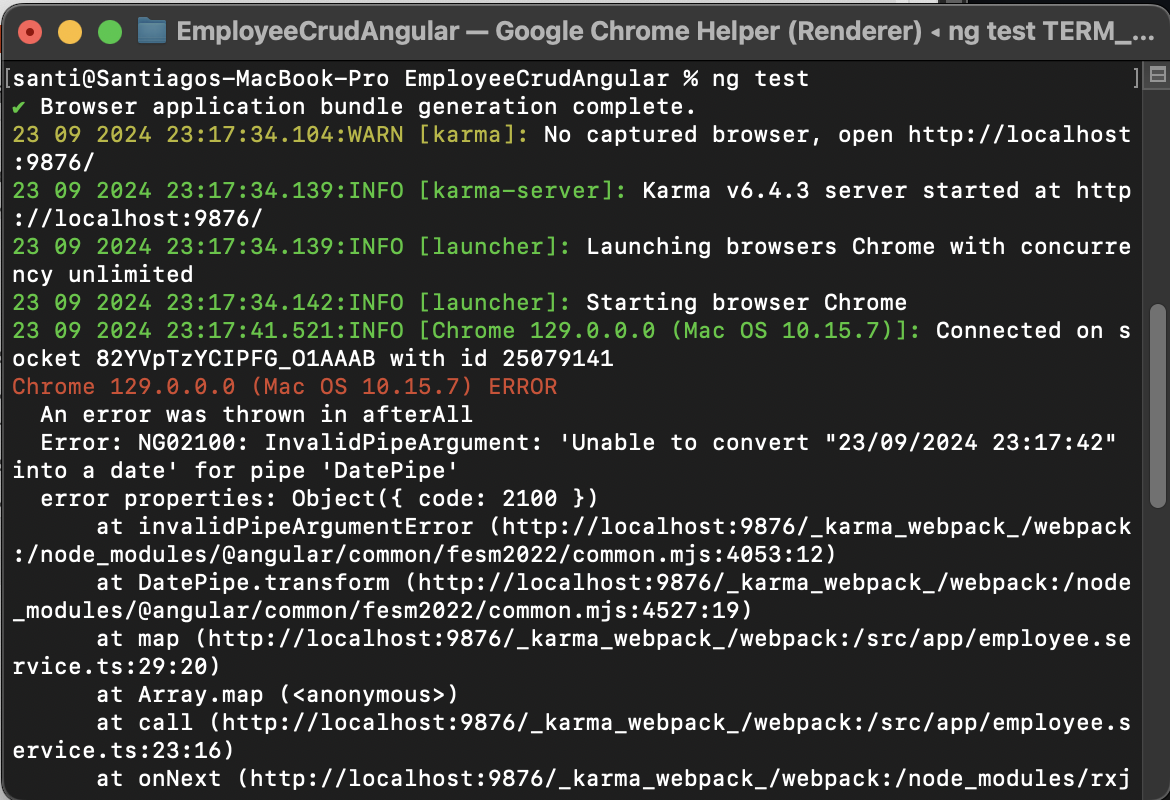 EmployeeCrudAngular — Google Chrome Helper (Renderer) ◂ ng test TERM_...
[santi@Santiagos-MacBook-Pro EmployeeCrudAngular % ng test ]
✔ Browser application bundle generation complete.
23 09 2024 23:17:34.104:WARN [karma]: No captured browser, open http://localhost
:9876/
23 09 2024 23:17:34.139:INFO [karma-server]: Karma v6.4.3 server started at http
://localhost:9876/
23 09 2024 23:17:34.139:INFO [launcher]: Launching browsers Chrome with concurre
ncy unlimited
23 09 2024 23:17:34.142:INFO [launcher]: Starting browser Chrome
23 09 2024 23:17:41.521:INFO [Chrome 129.0.0.0 (Mac OS 10.15.7)]: Connected on s
ocket 82YVpTzYCIPFG_O1AAAB with id 25079141
Chrome 129.0.0.0 (Mac OS 10.15.7) ERROR
  An error was thrown in afterAll
  Error: NG02100: InvalidPipeArgument: 'Unable to convert "23/09/2024 23:17:42"
into a date' for pipe 'DatePipe'
  error properties: Object({ code: 2100 })
      at invalidPipeArgumentError (http://localhost:9876/_karma_webpack_/webpack
:/node_modules/@angular/common/fesm2022/common.mjs:4053:12)
      at DatePipe.transform (http://localhost:9876/_karma_webpack_/webpack:/node
_modules/@angular/common/fesm2022/common.mjs:4527:19)
      at map (http://localhost:9876/_karma_webpack_/webpack:/src/app/employee.se
rvice.ts:29:20)
      at Array.map (<anonymous>)
      at call (http://localhost:9876/_karma_webpack_/webpack:/src/app/employee.s
ervice.ts:23:16)
      at onNext (http://localhost:9876/_karma_webpack_/webpack:/node_modules/rxj